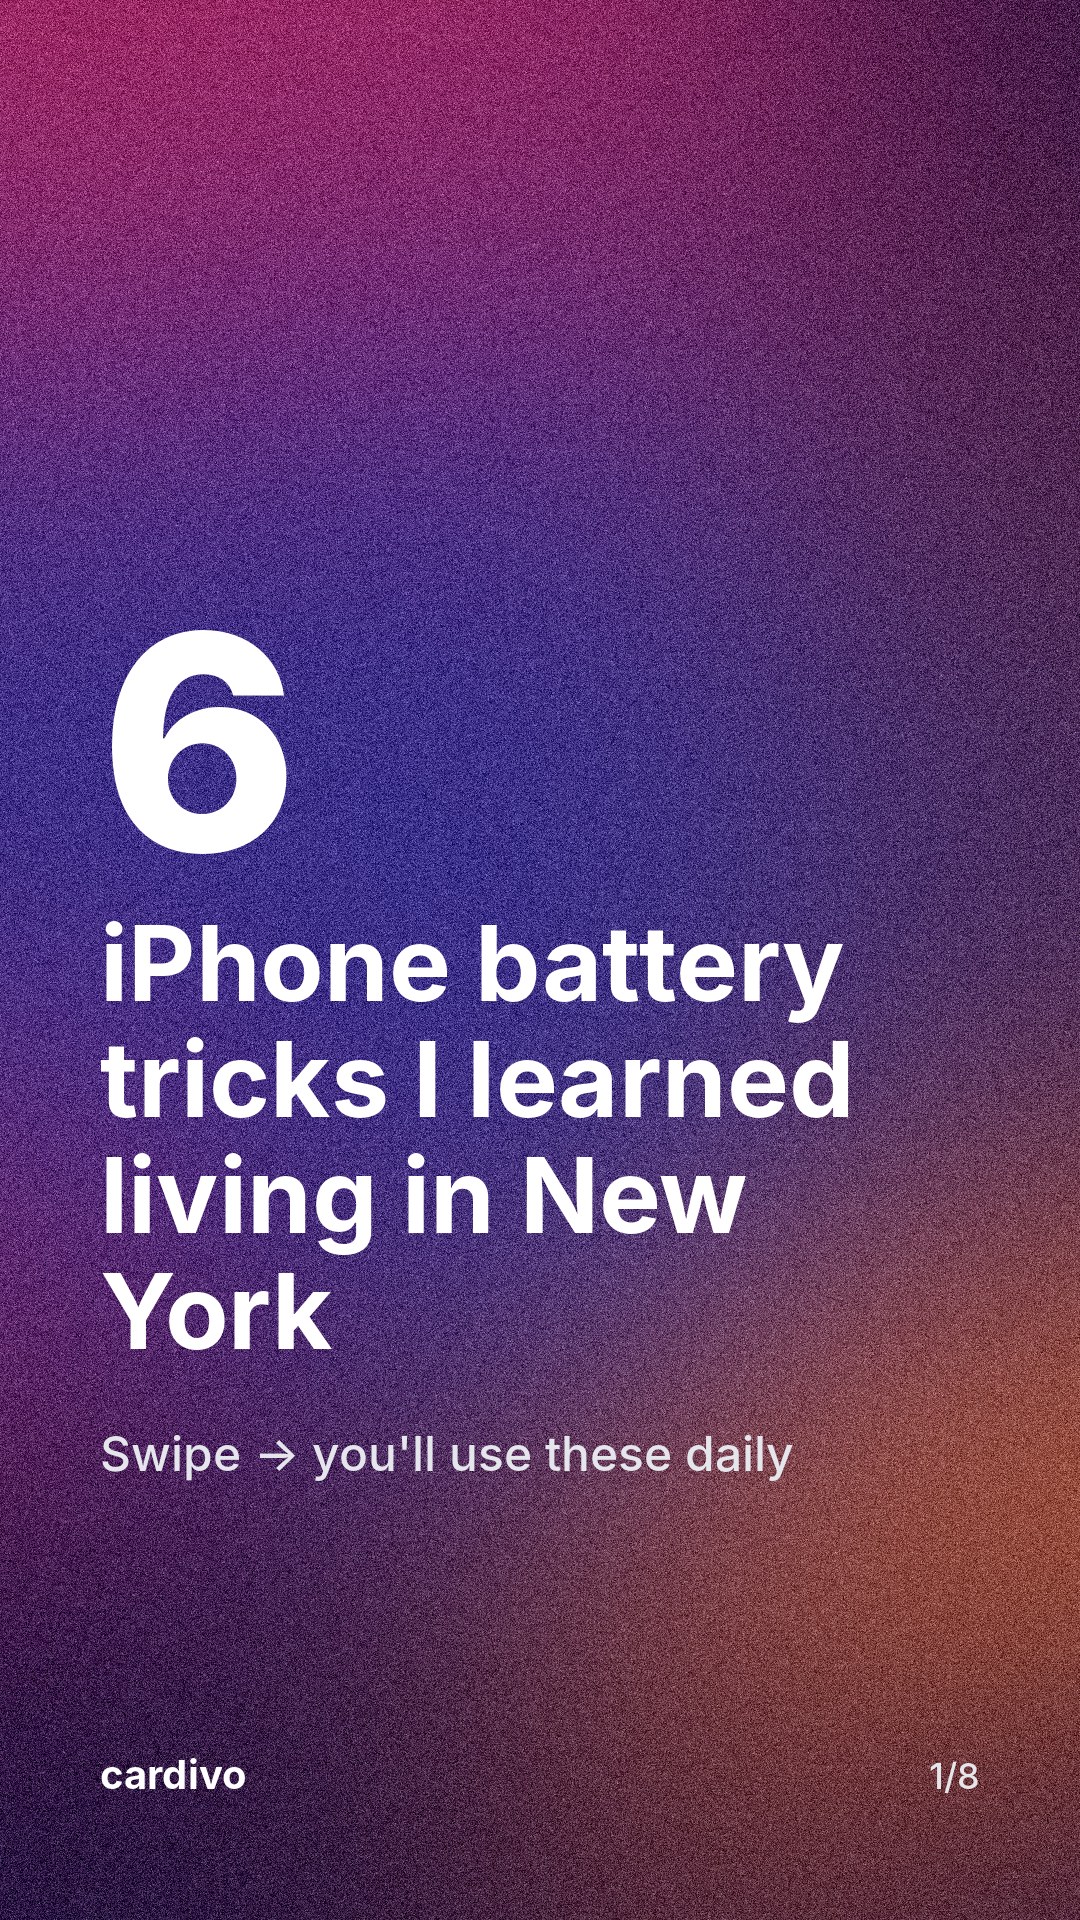 6
iPhone battery
tricks I learned
living in New
York
Swipe → you'll use these daily
cardivo
1/8